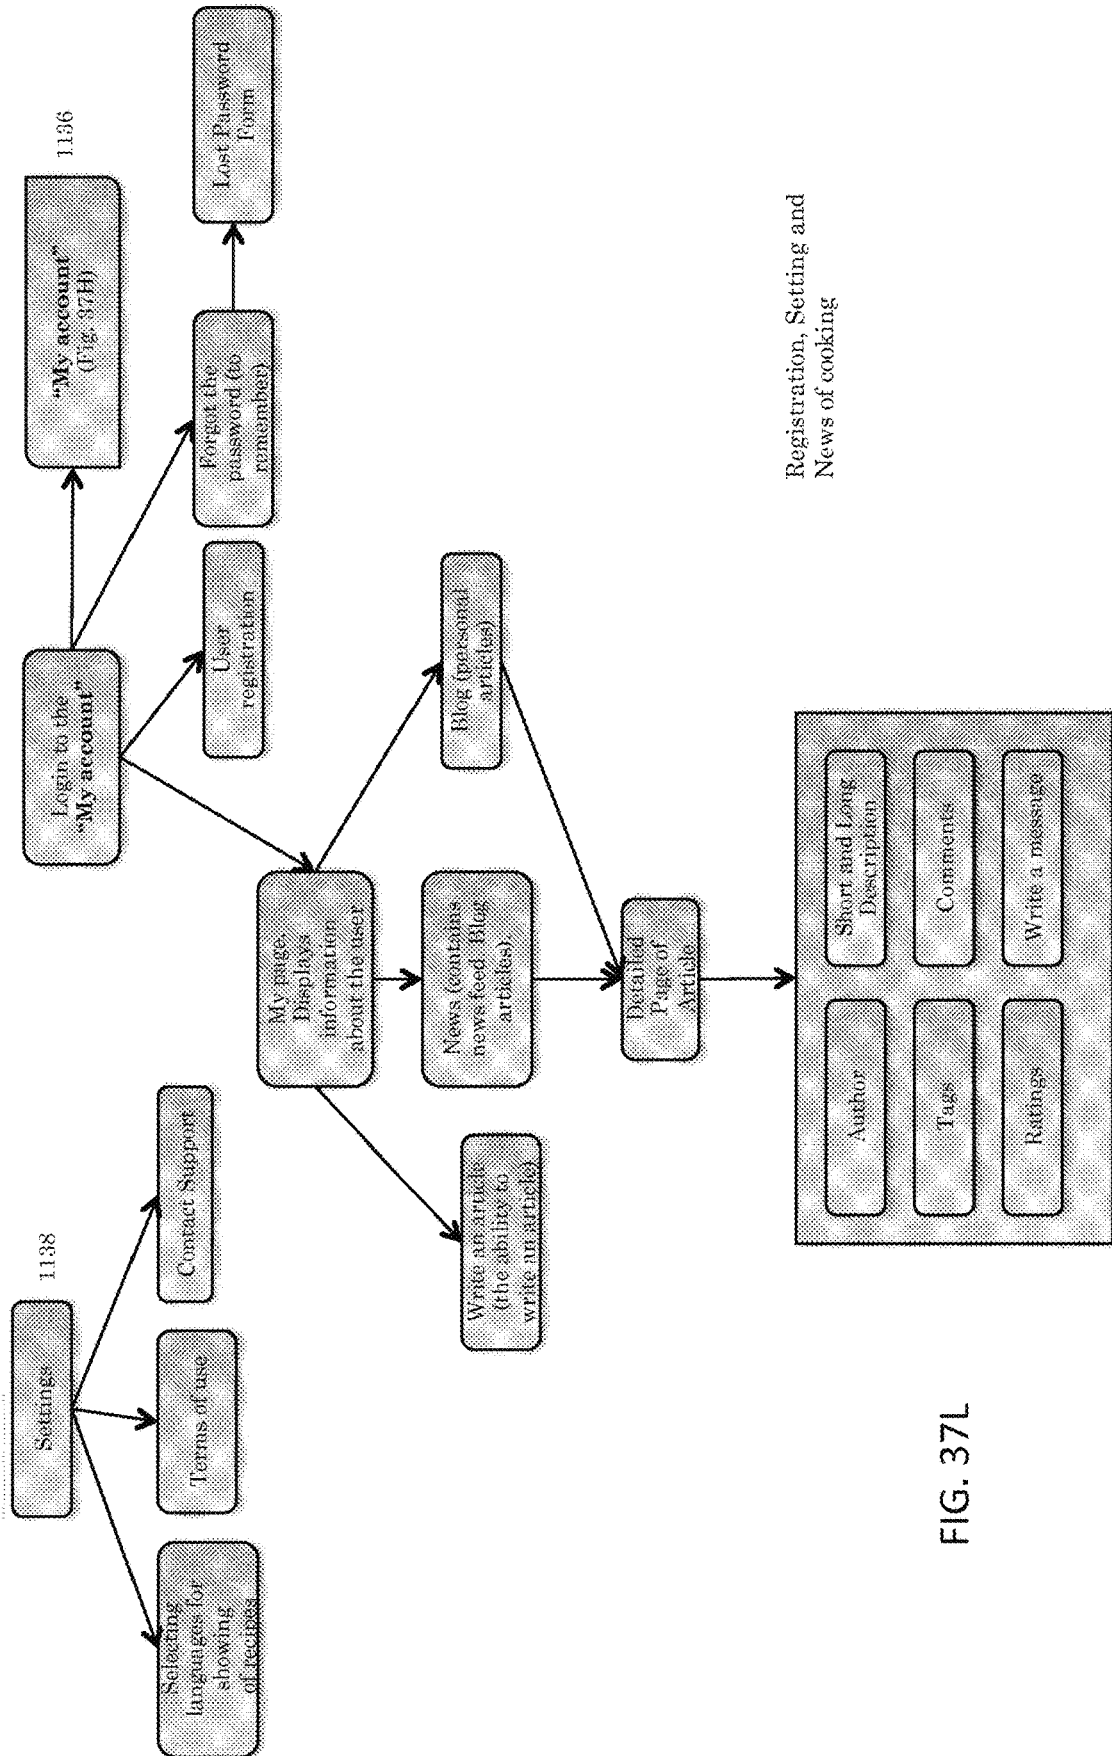 Settings
1138
Selecting
languages for
showing
of recipes
Terms of use
Contact Support
Login to the
“My account”
“My account”
(Fig. 37H)
1136
User
registration
Forgot the
password (to
remember)
Lost Password
Form
My page.
Displays
information
about the user.
Write an article
(the ability to
write an article)
News (contains
news feed Blog
articles).
Blog (personal
articles)
Detailed
Page of
Article
Author
Short and Long
Description
Tags
Comments
Ratings
Write a message
Registration, Setting and
News of cooking
FIG. 37L